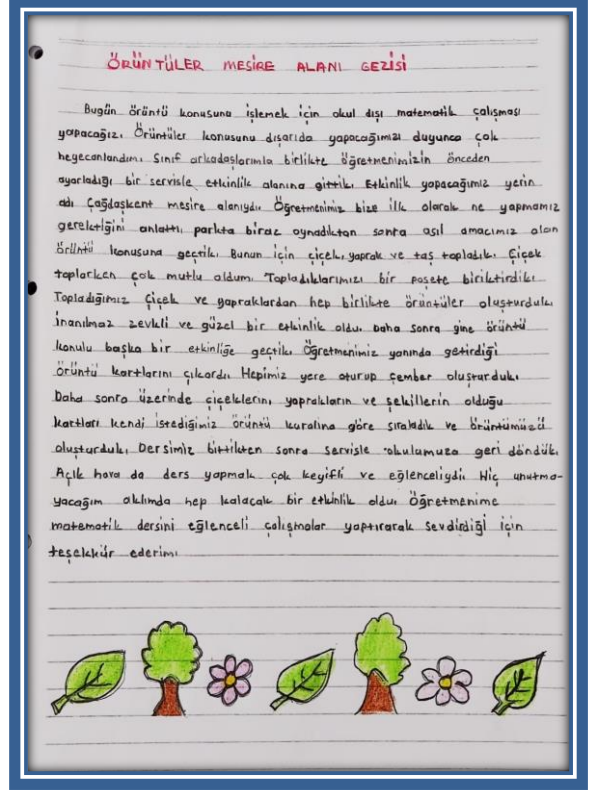 ÖRÜNTÜLER MESİRE ALANI GEZİSİ
Bugün örüntü konusunu işlemek için okul dışı matematik çalışması
yapacağız. Örüntüler konusunu dışarıda yapacağımızı duyunca çok
heyecanlandım. Sınıf arkadaşlarımla birlikte öğretmenimizin önceden
ayarladığı bir servisle etkinlik alanına gittik. Etkinlik yapacağımız yerin
adı Çağdaşkent mesire alanıydı. Öğretmenimiz bize ilk olarak ne yapmamız
gerektiğini anlattı. parkta biraz oynadıktan sonra asıl amacımız olan
örüntü konusuna geçtik. Bunun için çiçek, yaprak ve taş topladık. Çiçek
toplarken çok mutlu oldum. Topladıklarımızı bir poşete biriktirdik.
Topladığımız çiçek ve yapraklardan hep birlikte örüntüler oluşturduk.
inanılmaz zevkli ve güzel bir etkinlik oldu. Daha sonra gine örüntü
konulu başka bir etkinliğe geçtik. Öğretmenimiz yanında getirdiği
örüntü kartlarını çıkardı. Hepimiz yere oturup çember oluşturduk.
Daha sonra üzerinde çiçeklerin, yaprakların ve şekillerin olduğu
kartları kendi istediğimiz örüntü kuralına göre sıraladık ve örüntümüzü
oluşturduk. Dersimiz bittikten sonra servisle okulumuza geri döndük.
Açık hava da ders yapmak çok keyifli ve eğlenceliydi. Hiç unutma-
yacağım aklımda hep kalacak bir etkinlik oldu. Öğretmenime
matematik dersini eğlenceli çalışmalar yaptırarak sevdirdiği için
teşekkür ederim.